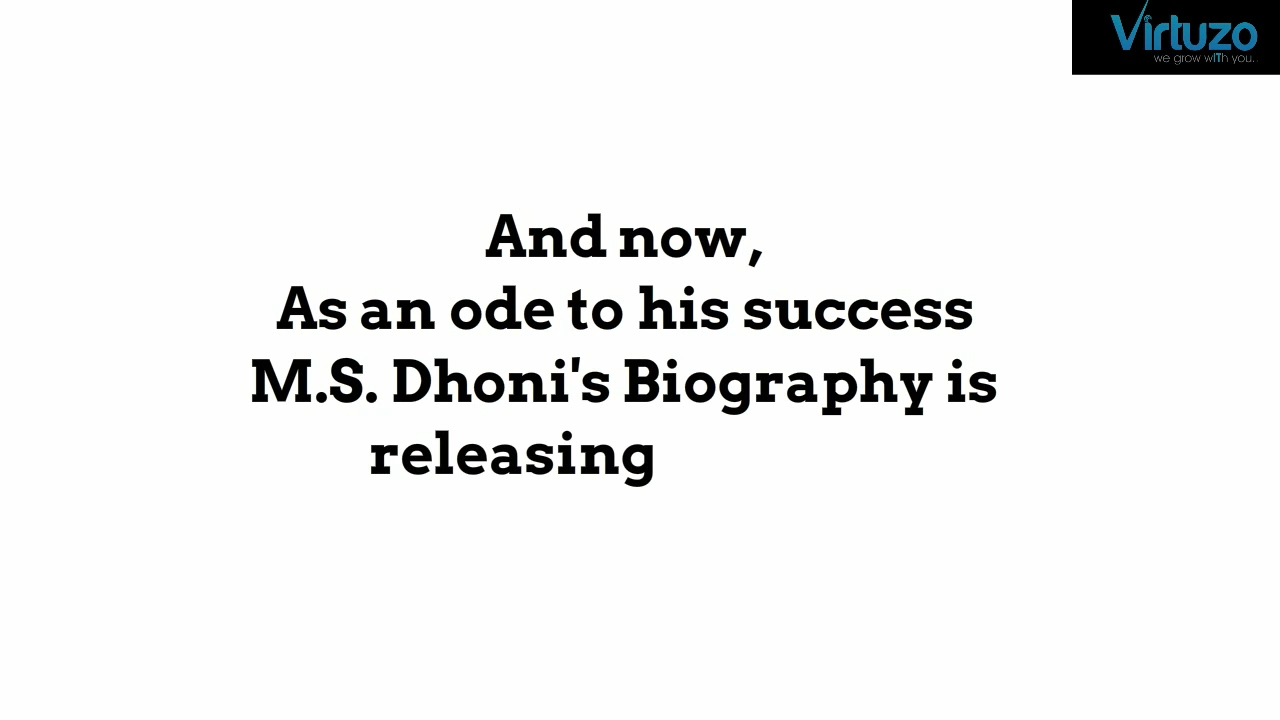 Virtuzo
we grow wITh you.
And now,
As an ode to his success
M.S. Dhoni's Biography is
releasing